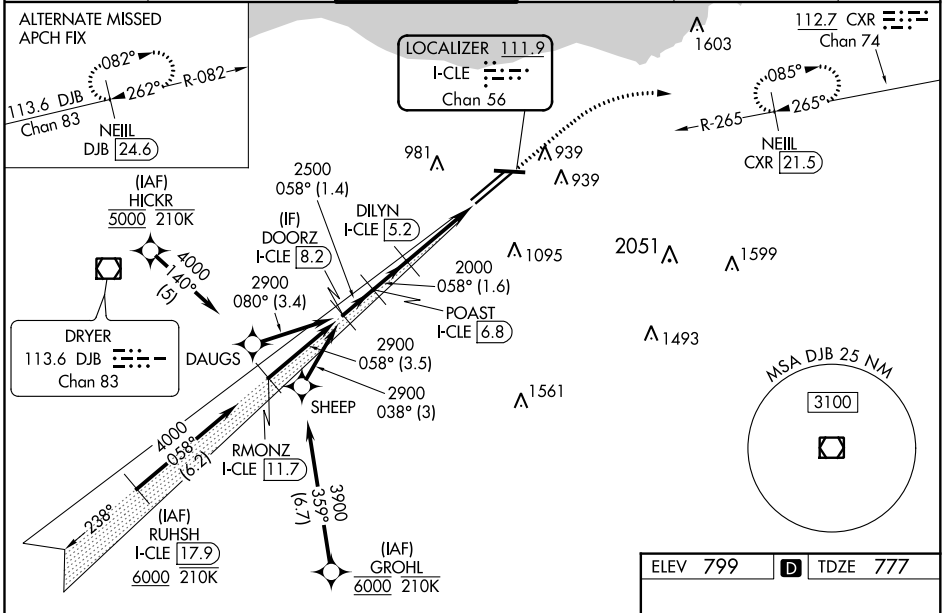 ALTERNATE MISSED
APCH FIX
082°
262°
R-082
113.6 DJB
Chan 83
NEIIL
DJB 24.6
LOCALIZER 111.9
I-CLE
Chan 56
1603
112.7 CXR
Chan 74
085°
265°
R-265
NEIIL
CXR 21.5
981
939
939
(IAF)
HICKR
5000 210K
4000
140°
(5)
2500
058° (1.4)
(IF)
DOORZ
I-CLE 8.2
DILYN
I-CLE 5.2
1095
2051
1599
2900
080° (3.4)
2000
058° (1.6)
POAST
I-CLE 6.8
DRYER
113.6 DJB
Chan 83
DAUGS
2900
058° (3.5)
1493
2900
038° (3)
SHEEP
1561
MSA DJB 25 NM
3100
4000
058°
(6.2)
RMONZ
I-CLE 11.7
238°
(IAF)
RUHSH
I-CLE 17.9
6000 210K
3900
359°
(6.7)
(IAF)
GROHL
6000 210K
ELEV 799 D TDZE 777